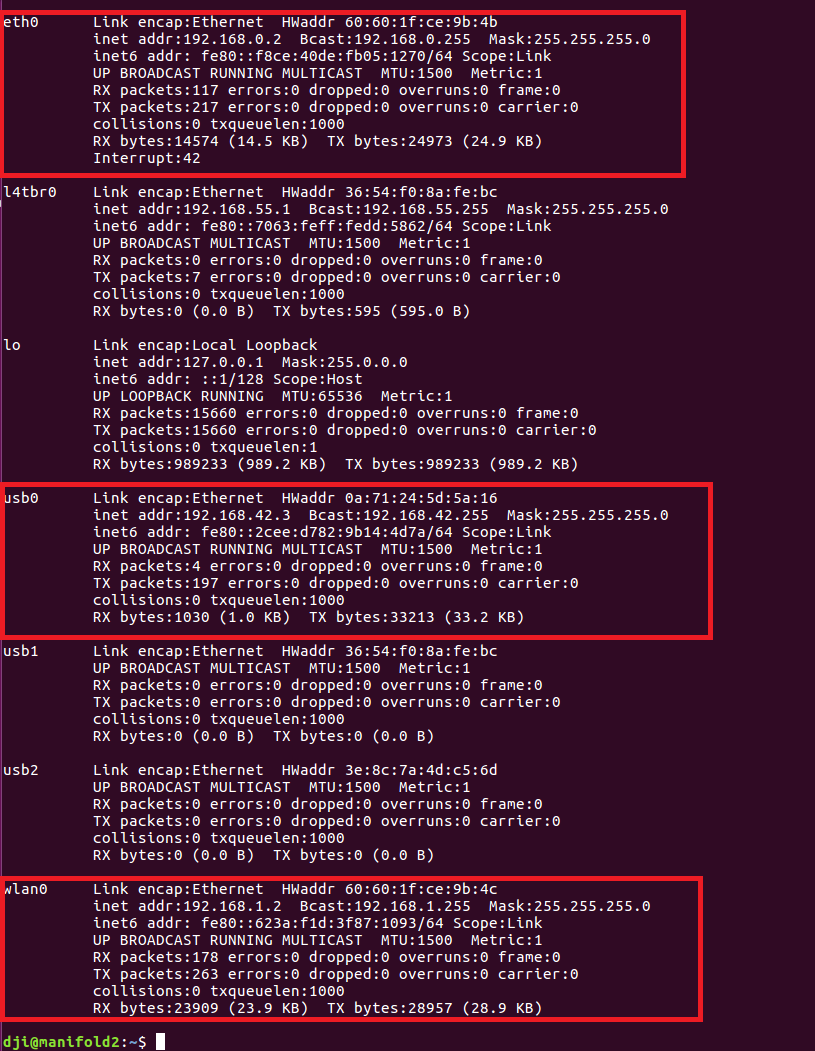 eth0      Link encap:Ethernet  HWaddr 60:60:1f:ce:9b:4b
          inet addr:192.168.0.2  Bcast:192.168.0.255  Mask:255.255.255.0
          inet6 addr: fe80::f8ce:40de:fb05:1270/64 Scope:Link
          UP BROADCAST RUNNING MULTICAST  MTU:1500  Metric:1
          RX packets:117 errors:0 dropped:0 overruns:0 frame:0
          TX packets:217 errors:0 dropped:0 overruns:0 carrier:0
          collisions:0 txqueuelen:1000
          RX bytes:14574 (14.5 KB)  TX bytes:24973 (24.9 KB)
          Interrupt:42
l4tbr0    Link encap:Ethernet  HWaddr 36:54:f0:8a:fe:bc
          inet addr:192.168.55.1  Bcast:192.168.55.255  Mask:255.255.255.0
          inet6 addr: fe80::7063:feff:fedd:5862/64 Scope:Link
          UP BROADCAST MULTICAST  MTU:1500  Metric:1
          RX packets:0 errors:0 dropped:0 overruns:0 frame:0
          TX packets:7 errors:0 dropped:0 overruns:0 carrier:0
          collisions:0 txqueuelen:1000
          RX bytes:0 (0.0 B)  TX bytes:595 (595.0 B)
lo        Link encap:Local Loopback
          inet addr:127.0.0.1  Mask:255.0.0.0
          inet6 addr: ::1/128 Scope:Host
          UP LOOPBACK RUNNING  MTU:65536  Metric:1
          RX packets:15660 errors:0 dropped:0 overruns:0 frame:0
          TX packets:15660 errors:0 dropped:0 overruns:0 carrier:0
          collisions:0 txqueuelen:1
          RX bytes:989233 (989.2 KB)  TX bytes:989233 (989.2 KB)
usb0      Link encap:Ethernet  HWaddr 0a:71:24:5d:5a:16
          inet addr:192.168.42.3  Bcast:192.168.42.255  Mask:255.255.255.0
          inet6 addr: fe80::2cee:d782:9b14:4d7a/64 Scope:Link
          UP BROADCAST RUNNING MULTICAST  MTU:1500  Metric:1
          RX packets:4 errors:0 dropped:0 overruns:0 frame:0
          TX packets:197 errors:0 dropped:0 overruns:0 carrier:0
          collisions:0 txqueuelen:1000
          RX bytes:1030 (1.0 KB)  TX bytes:33213 (33.2 KB)
usb1      Link encap:Ethernet  HWaddr 36:54:f0:8a:fe:bc
          UP BROADCAST MULTICAST  MTU:1500  Metric:1
          RX packets:0 errors:0 dropped:0 overruns:0 frame:0
          TX packets:0 errors:0 dropped:0 overruns:0 carrier:0
          collisions:0 txqueuelen:1000
          RX bytes:0 (0.0 B)  TX bytes:0 (0.0 B)
usb2      Link encap:Ethernet  HWaddr 3e:8c:7a:4d:c5:6d
          UP BROADCAST MULTICAST  MTU:1500  Metric:1
          RX packets:0 errors:0 dropped:0 overruns:0 frame:0
          TX packets:0 errors:0 dropped:0 overruns:0 carrier:0
          collisions:0 txqueuelen:1000
          RX bytes:0 (0.0 B)  TX bytes:0 (0.0 B)
wlan0     Link encap:Ethernet  HWaddr 60:60:1f:ce:9b:4c
          inet addr:192.168.1.2  Bcast:192.168.1.255  Mask:255.255.255.0
          inet6 addr: fe80::623a:f1d:3f87:1093/64 Scope:Link
          UP BROADCAST RUNNING MULTICAST  MTU:1500  Metric:1
          RX packets:178 errors:0 dropped:0 overruns:0 frame:0
          TX packets:263 errors:0 dropped:0 overruns:0 carrier:0
          collisions:0 txqueuelen:1000
          RX bytes:23909 (23.9 KB)  TX bytes:28957 (28.9 KB)
dji@manifold2:~$